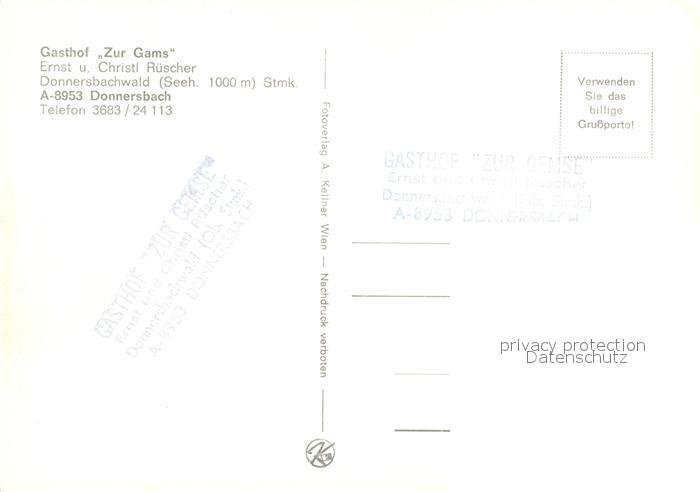 Gasthof „Zur Gams“
Ernst u. Christl Rüscher
Donnersbachwald (Seeh. 1000 m) Stmk.
A-8953 Donnersbach
Telefon 3683 / 24 113
GASTHOF "ZUR GEMSE"
Ernst und Christl Rüscher
Donnersbachwald (Ob. Stmk.)
A-8953 DONNERSBACH
Fotoverlag A. Kellner Wien — Nachdruck verboten
Verwenden
Sie das
billige
Grußporto!
GASTHOF "ZUR GEMSE"
Ernst und Christl Rüscher
Donnersbachwald (Ob. Stmk.)
A-8953 DONNERSBACH
privacy protection
Datenschutz